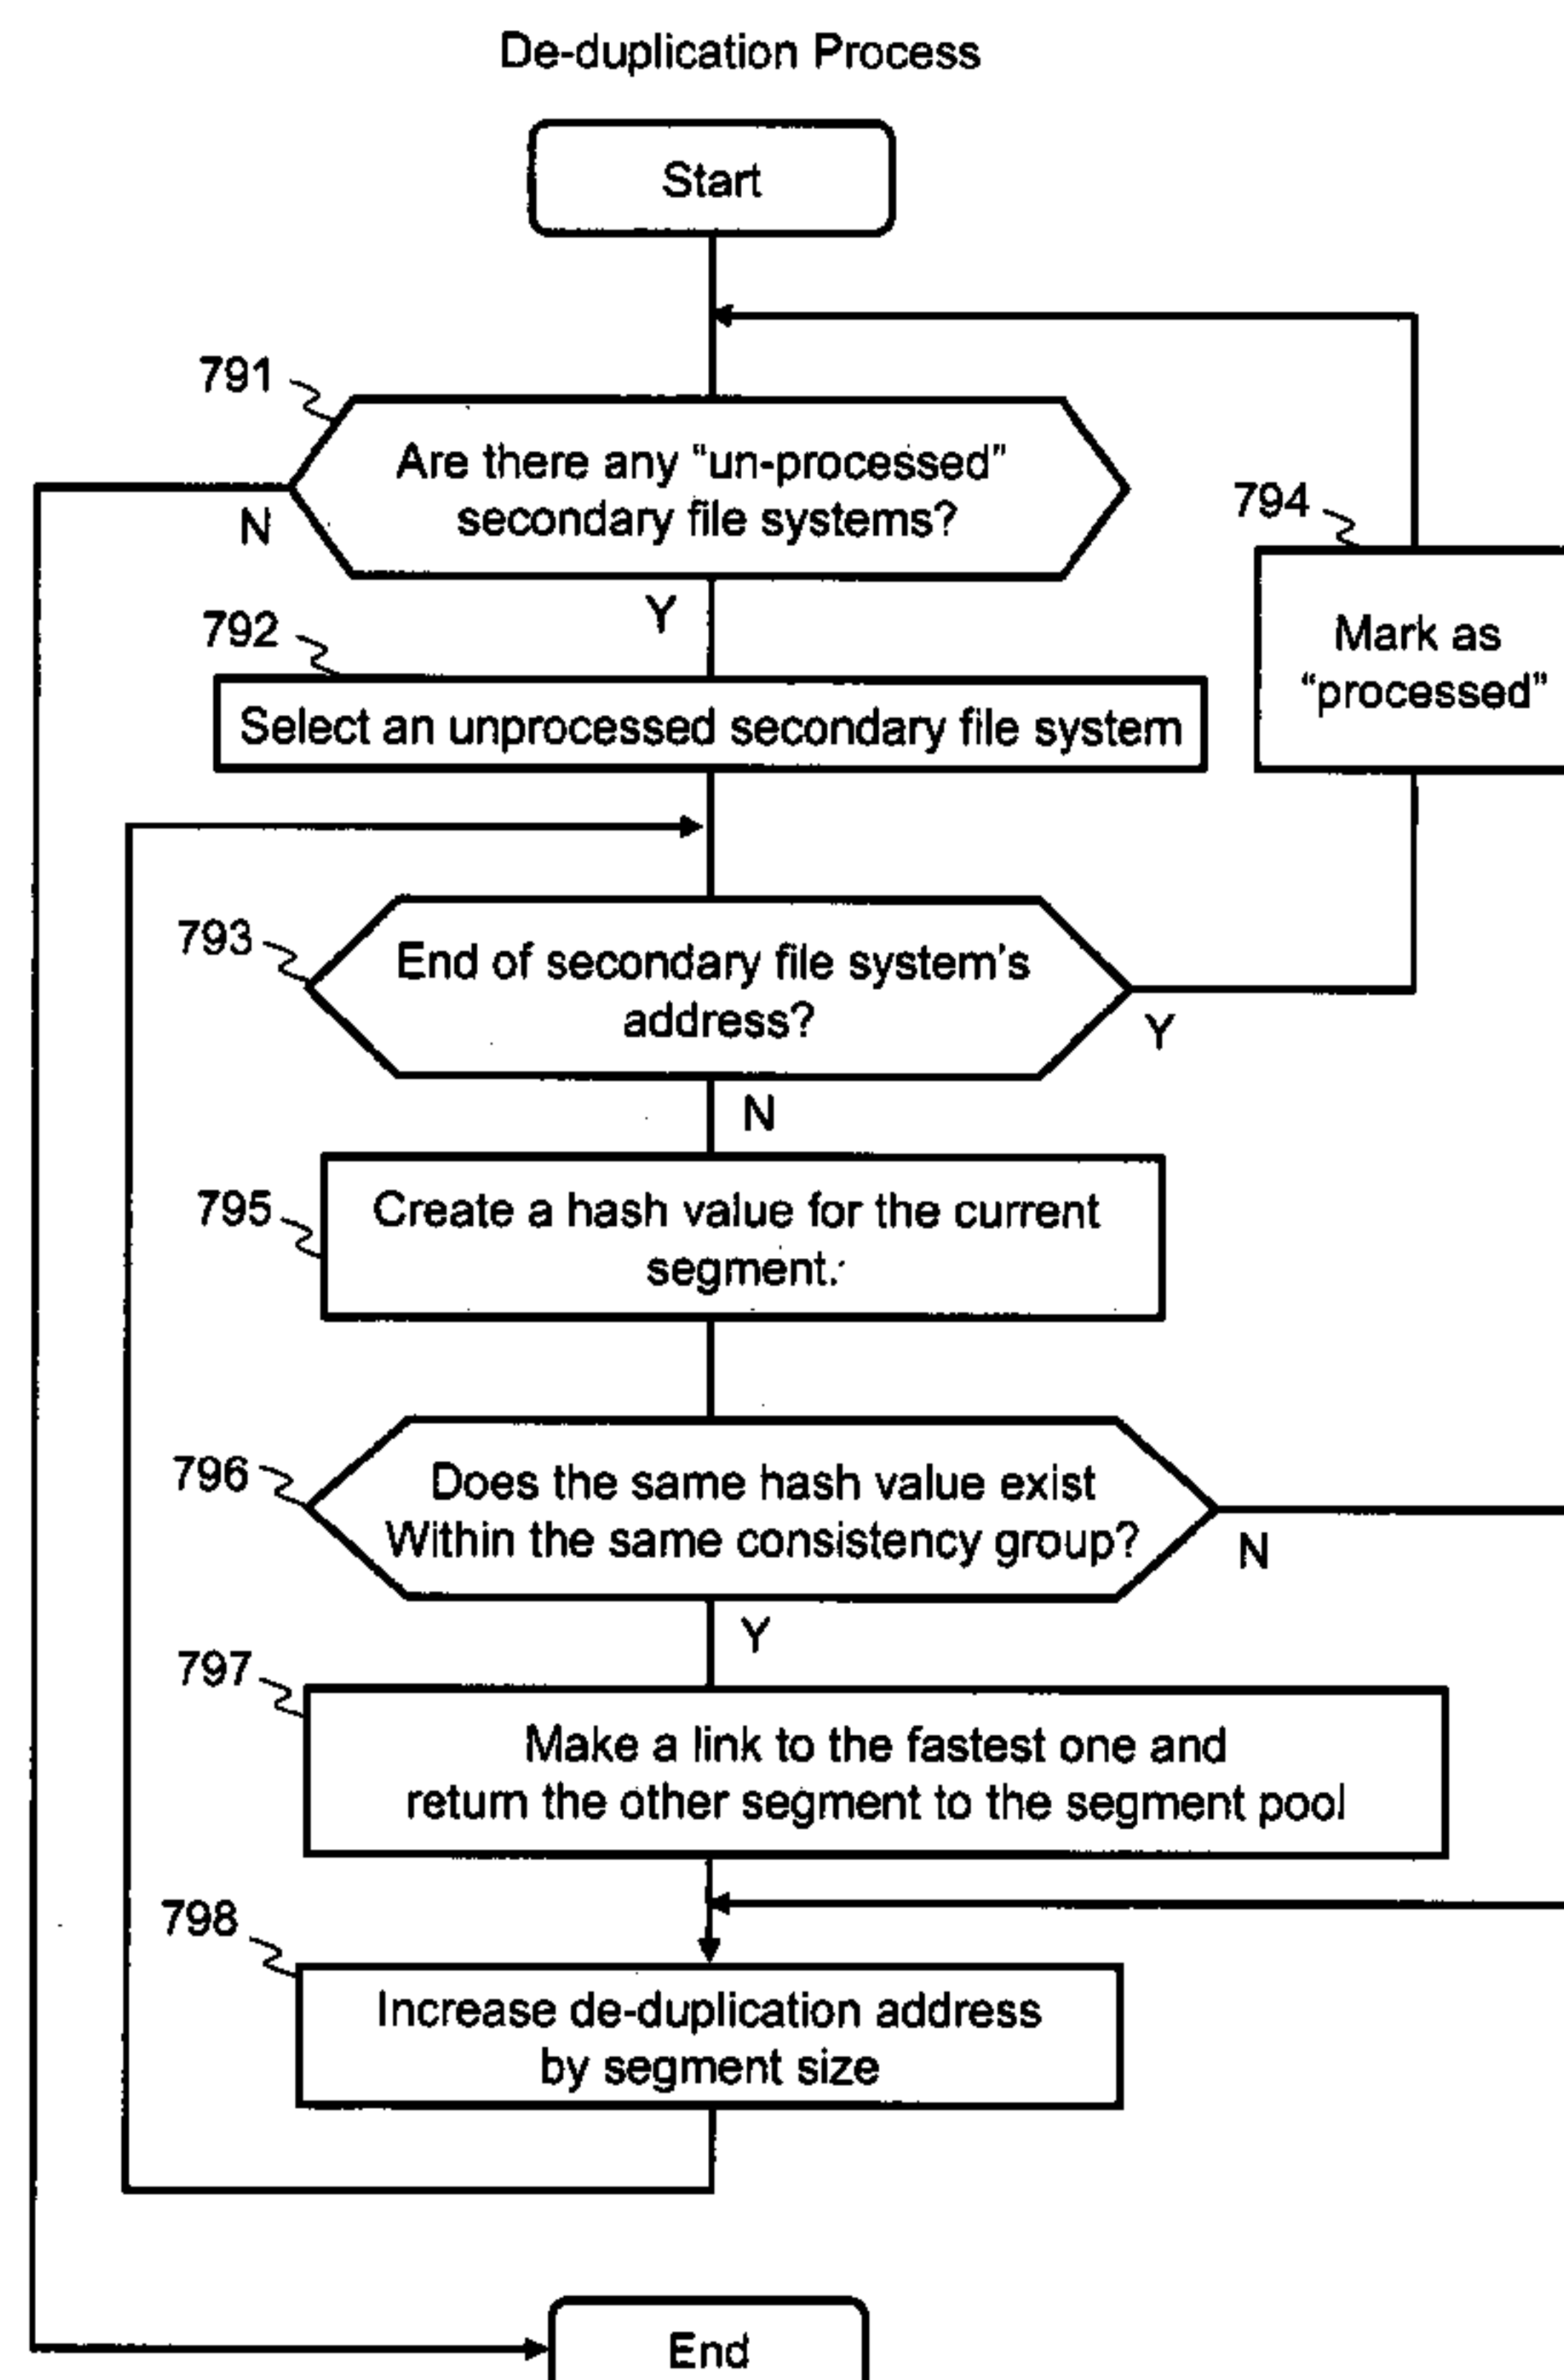 De-duplication Process
Start
791
Are there any "un-processed"
secondary file systems?
N
Y
794
Mark as
"processed"
792
Select an unprocessed secondary file system
793
End of secondary file system's
address?
Y
N
795
Create a hash value for the current
segment.
796
Does the same hash value exist
Within the same consistency group?
N
Y
797
Make a link to the fastest one and
return the other segment to the segment pool
798
Increase de-duplication address
by segment size
End